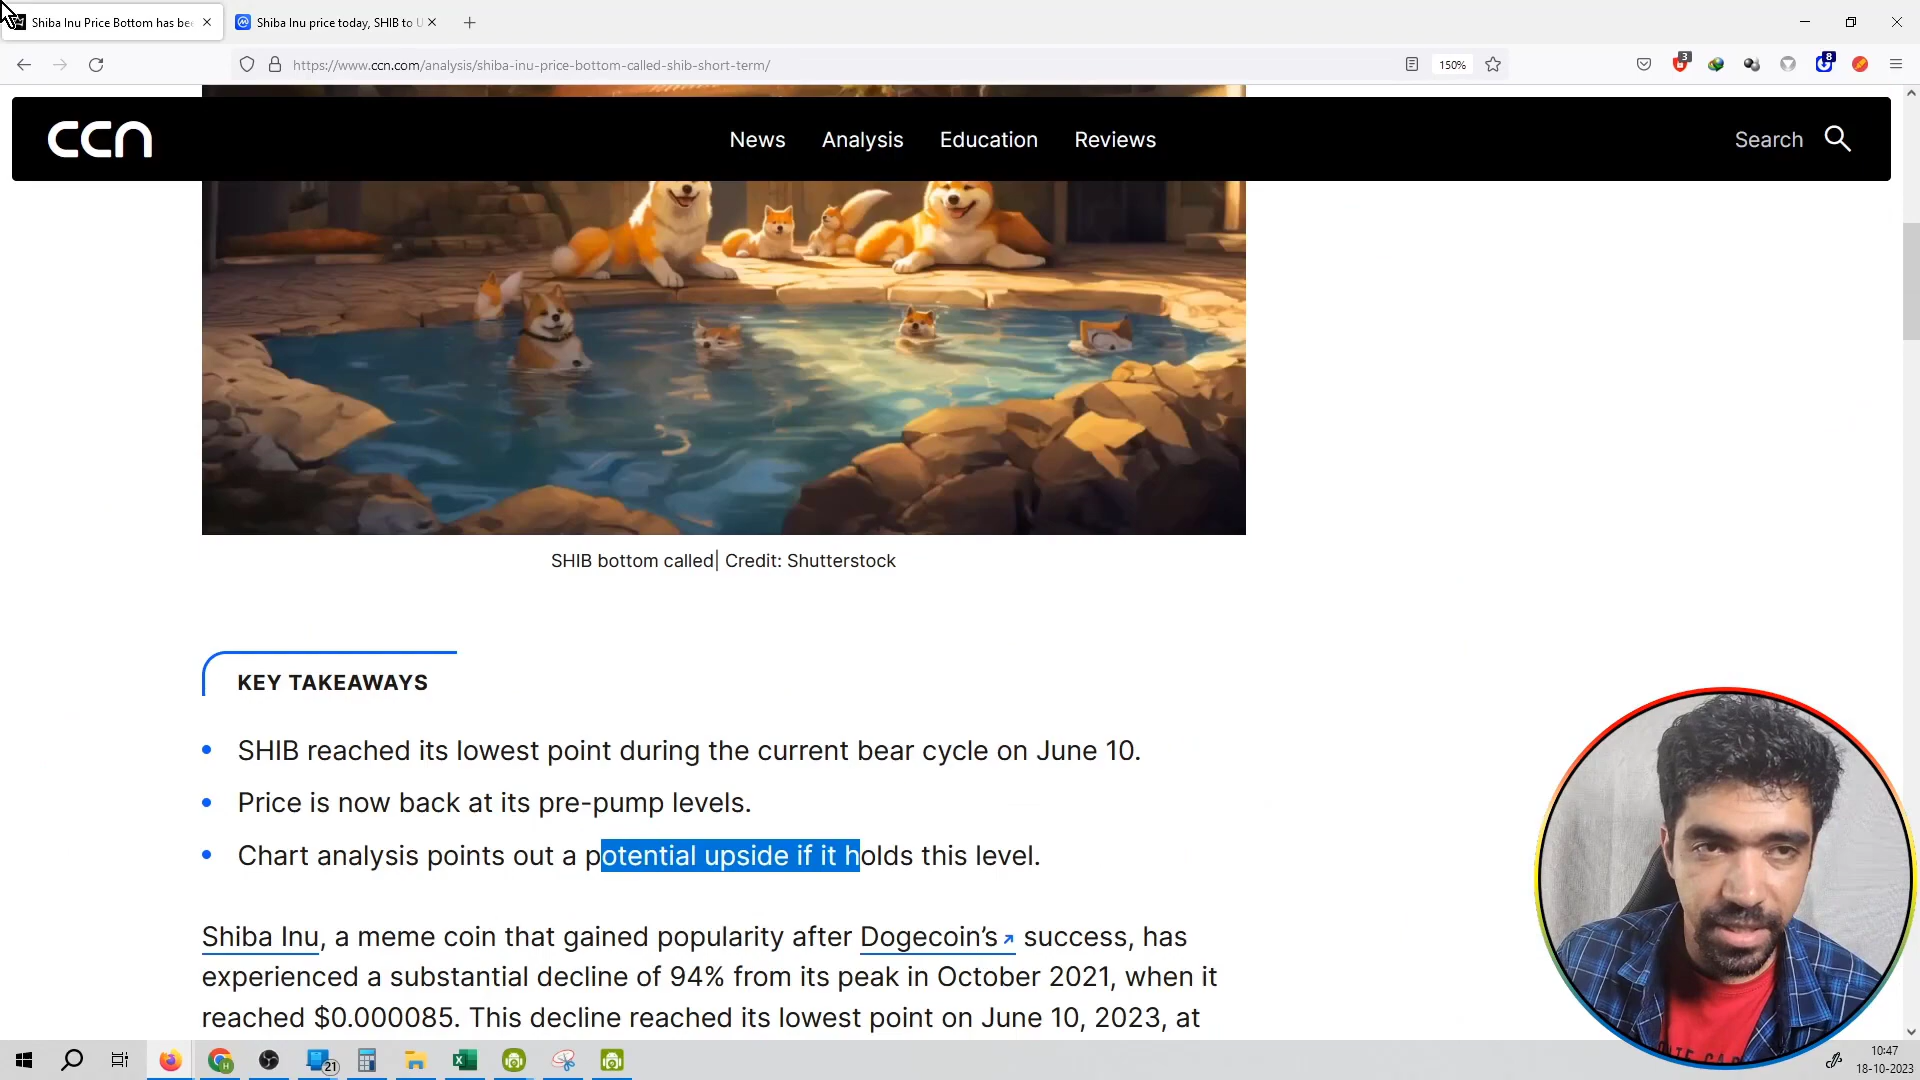 Shiba Inu Price Bottom has bee
Shiba Inu price today, SHIB to U
https://www.ccn.com/analysis/shiba-inu-price-bottom-called-shib-short-term/
150%
3
8
ccn
News
Analysis
Education
Reviews
Search
SHIB bottom called| Credit: Shutterstock
KEY TAKEAWAYS
SHIB reached its lowest point during the current bear cycle on June 10.
Price is now back at its pre-pump levels.
Chart analysis points out a potential upside if it holds this level.
Shiba Inu, a meme coin that gained popularity after Dogecoin’s success, has
experienced a substantial decline of 94% from its peak in October 2021, when it
reached $0.000085. This decline reached its lowest point on June 10, 2023, at
21
10:47
18-10-2023